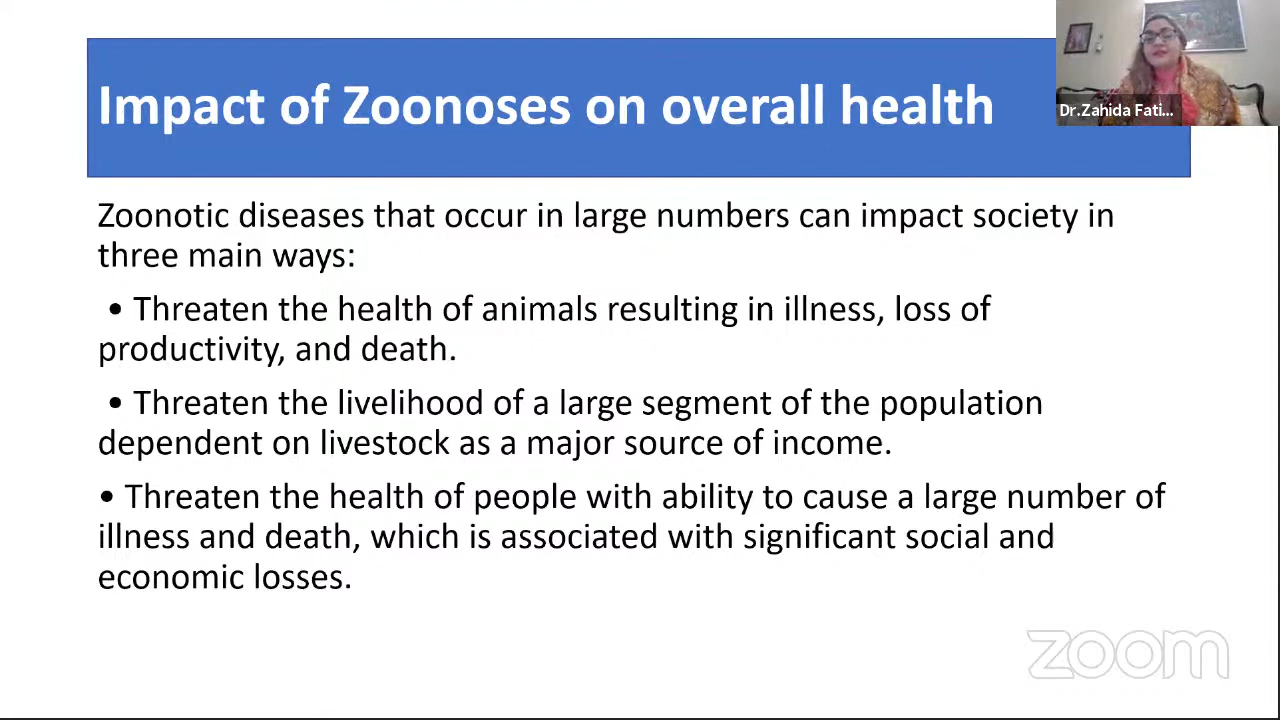 Impact of Zoonoses on overall health
Dr.Zahida Fati...
Zoonotic diseases that occur in large numbers can impact society in
three main ways:
• Threaten the health of animals resulting in illness, loss of
productivity, and death.
• Threaten the livelihood of a large segment of the population
dependent on livestock as a major source of income.
• Threaten the health of people with ability to cause a large number of
illness and death, which is associated with significant social and
economic losses.
zoom